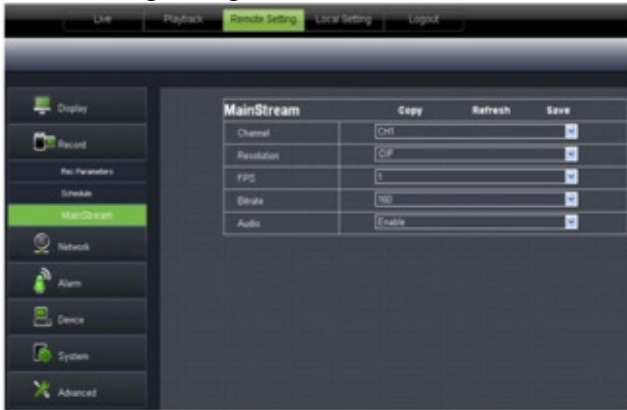 Live Playback Remote Setting Local Setting Logout
Display
Record
Rec Parameters
Schedule
MainStream
Network
Alarm
Device
System
Advanced
MainStream Copy Refresh Save
Channel CH1
Resolution CIF
FPS 1
Bitrate 160
Audio Enable